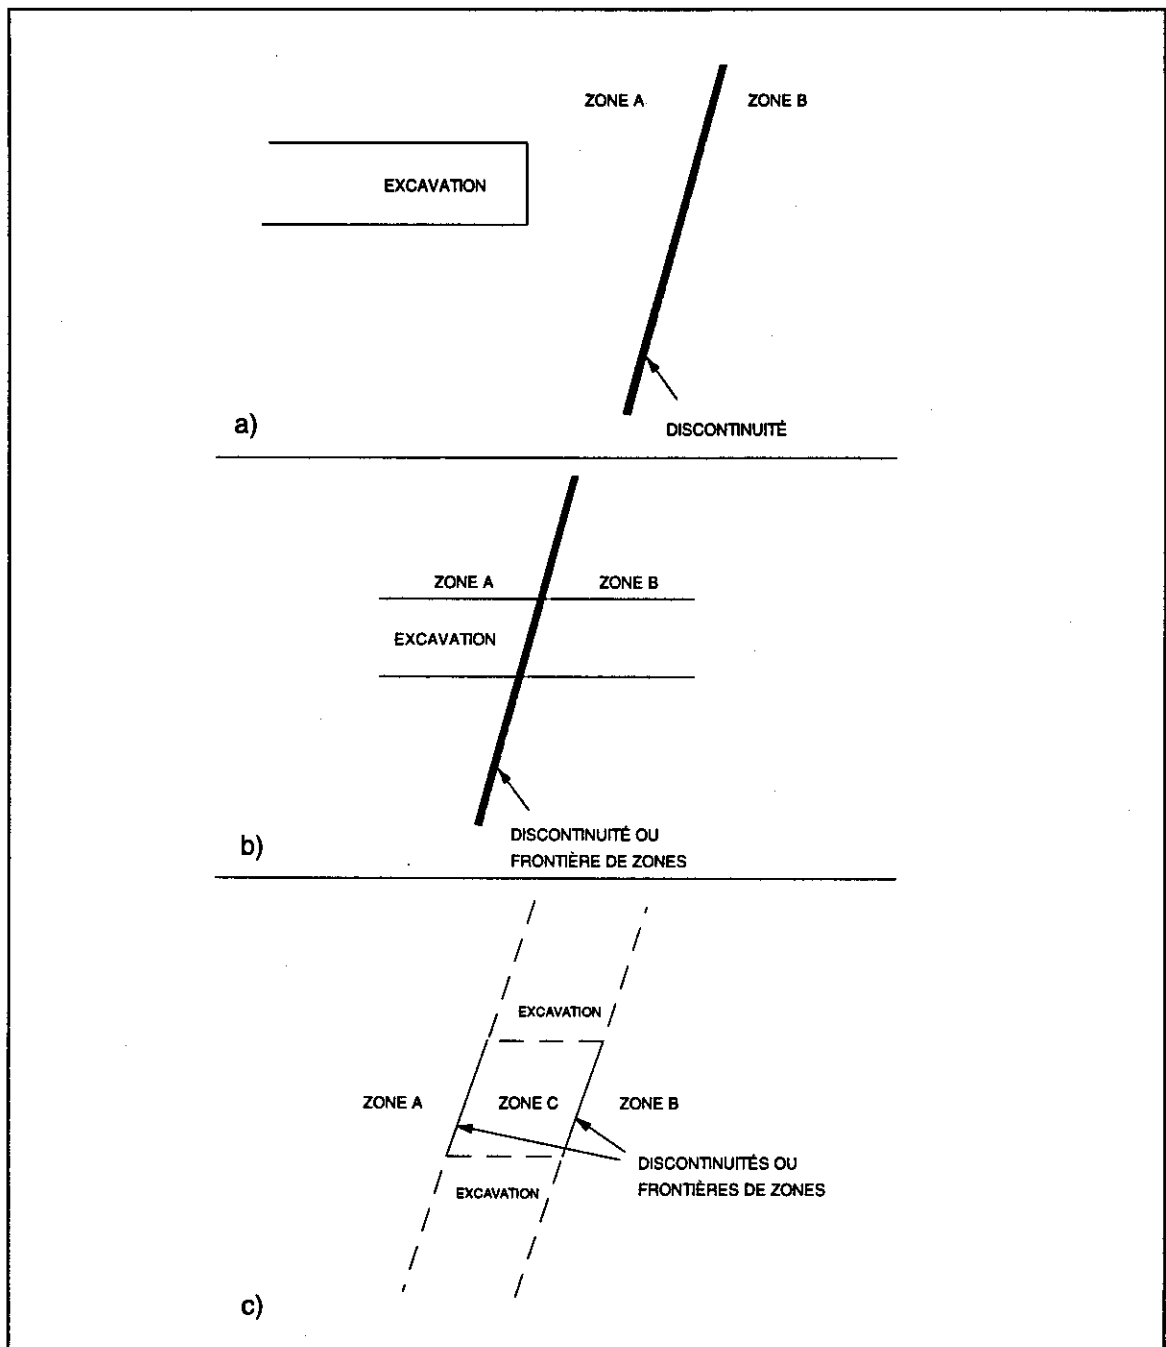 ZONE A
ZONE B
EXCAVATION
DISCONTINUITÉ
a)
ZONE A
ZONE B
EXCAVATION
DISCONTINUITÉ OU
FRONTIÈRE DE ZONES
b)
EXCAVATION
ZONE A
ZONE C
ZONE B
DISCONTINUITÉS OU
FRONTIÈRES DE ZONES
EXCAVATION
c)